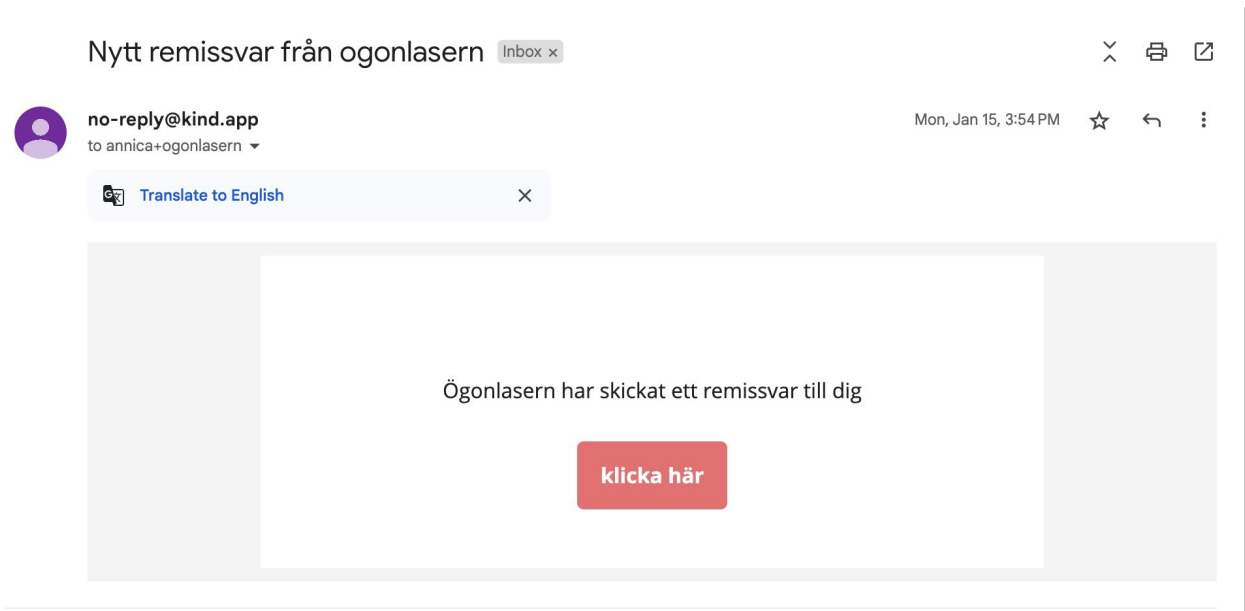 Nytt remissvar från ogonlasern Inbox ×
no-reply@kind.app
Mon, Jan 15, 3:54 PM
to annica+ogonlasern
Translate to English
Ögonlasern har skickat ett remissvar till dig
klicka här